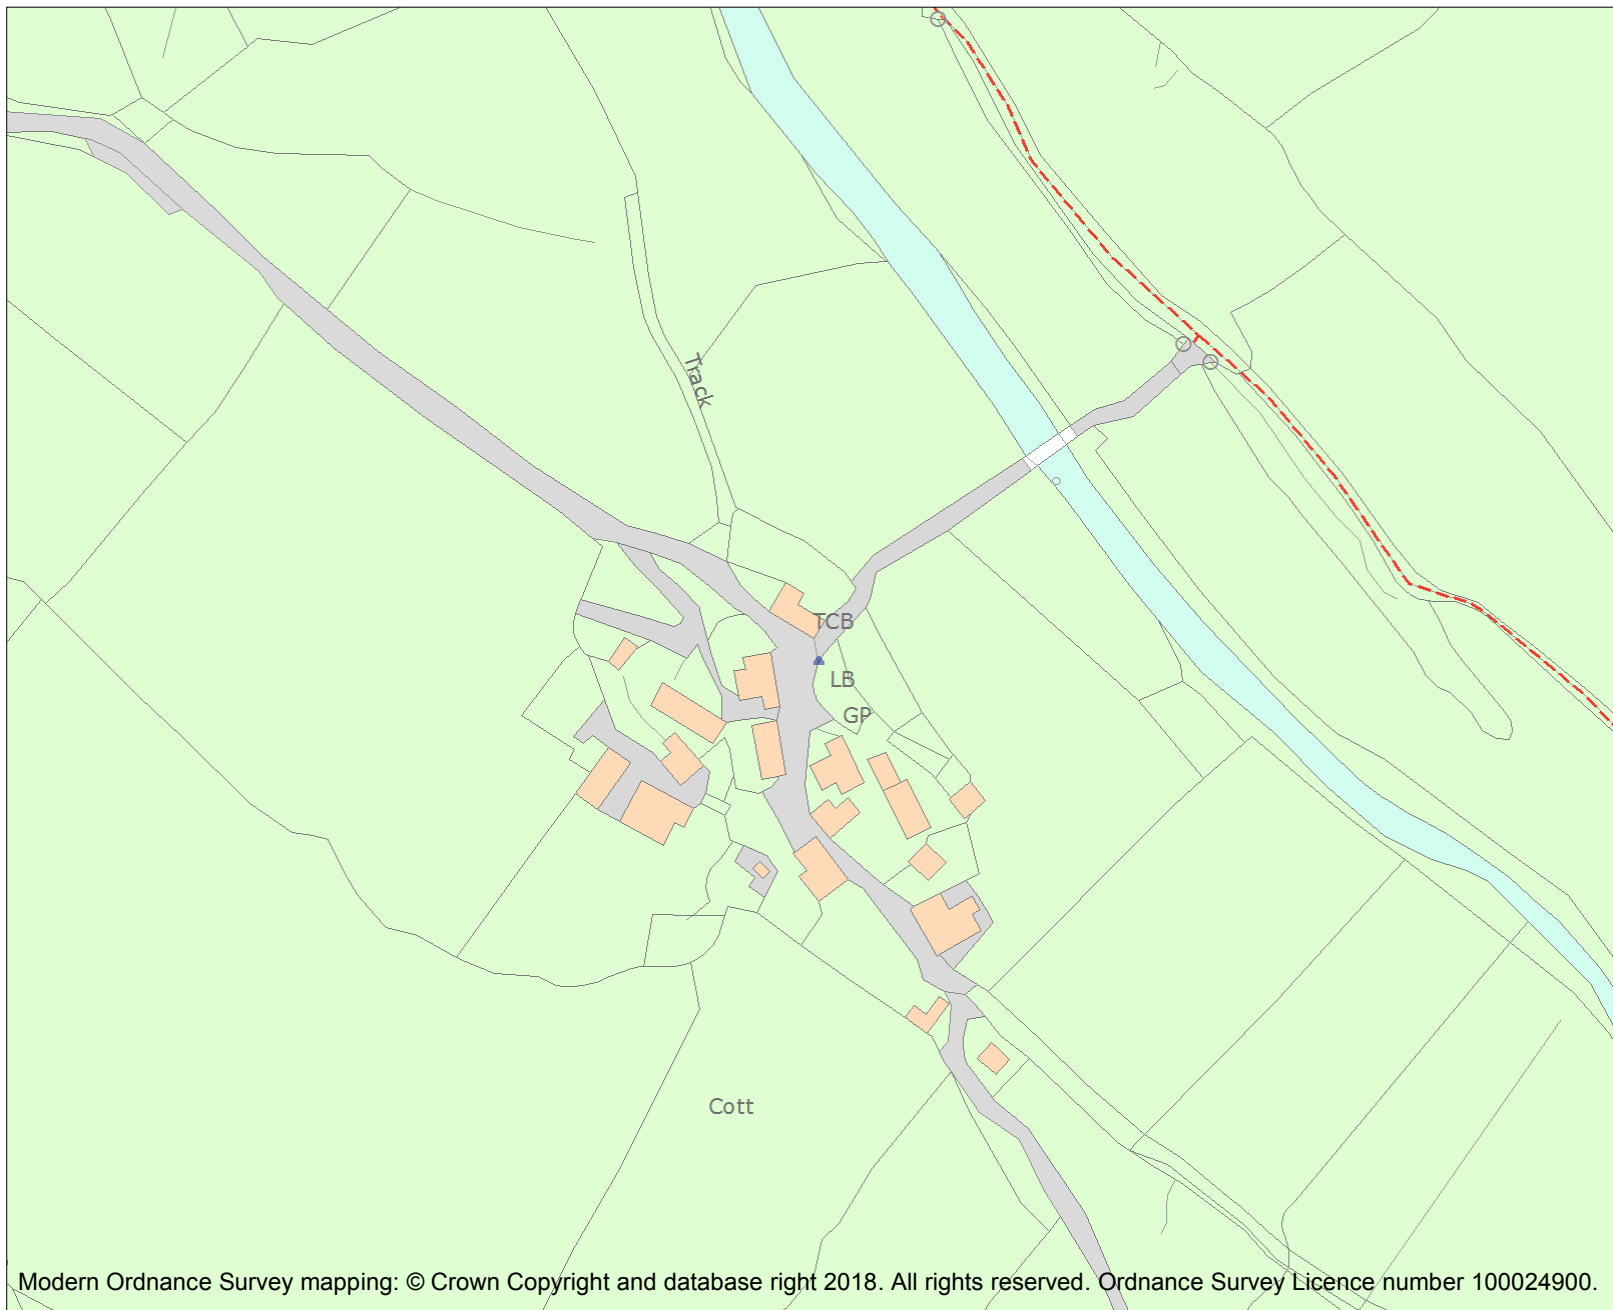 Track
TCB
LB
GP
Cott
Modern Ordnance Survey mapping: © Crown Copyright and database right 2018. All rights reserved. Ordnance Survey Licence number 100024900.